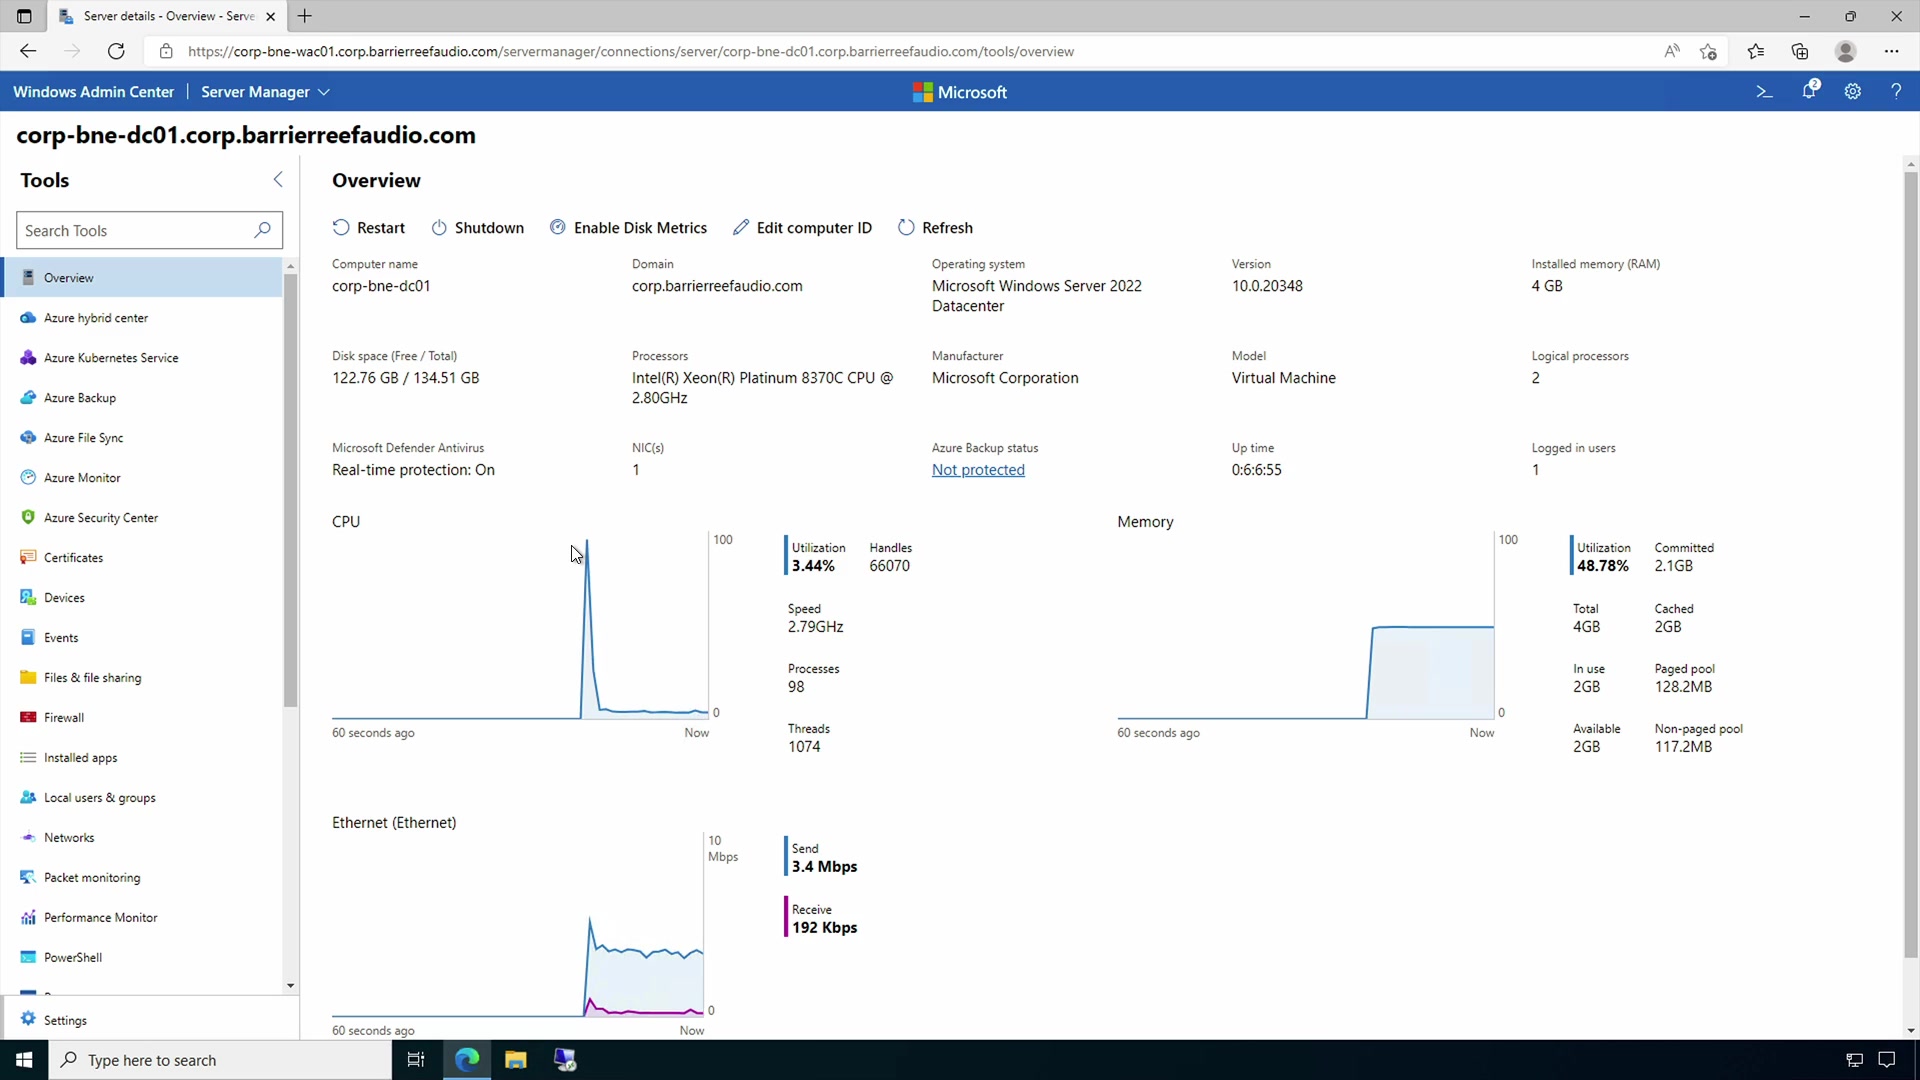 Server details - Overview - Serve
https://corp-bne-wac01.corp.barrierreefaudio.com/servermanager/connections/server/corp-bne-dc01.corp.barrierreefaudio.com/tools/overview
Windows Admin Center | Server Manager
Microsoft
2
corp-bne-dc01.corp.barrierreefaudio.com
Tools
Search Tools
Overview
Azure hybrid center
Azure Kubernetes Service
Azure Backup
Azure File Sync
Azure Monitor
Azure Security Center
Certificates
Devices
Events
Files & file sharing
Firewall
Installed apps
Local users & groups
Networks
Packet monitoring
Performance Monitor
PowerShell
Settings
Overview
Restart
Shutdown
Enable Disk Metrics
Edit computer ID
Refresh
Computer name
corp-bne-dc01
Domain
corp.barrierreefaudio.com
Operating system
Microsoft Windows Server 2022
Datacenter
Version
10.0.20348
Installed memory (RAM)
4 GB
Disk space (Free / Total)
122.76 GB / 134.51 GB
Processors
Intel(R) Xeon(R) Platinum 8370C CPU @
2.80GHz
Manufacturer
Microsoft Corporation
Model
Virtual Machine
Logical processors
2
Microsoft Defender Antivirus
Real-time protection: On
NIC(s)
1
Azure Backup status
Not protected
Up time
0:6:6:55
Logged in users
1
CPU
100
0
60 seconds ago
Now
Utilization
3.44%
Handles
66070
Speed
2.79GHz
Processes
98
Threads
1074
Memory
100
0
60 seconds ago
Now
Utilization
48.78%
Committed
2.1GB
Total
4GB
Cached
2GB
In use
2GB
Paged pool
128.2MB
Available
2GB
Non-paged pool
117.2MB
Ethernet (Ethernet)
10
Mbps
0
60 seconds ago
Now
Send
3.4 Mbps
Receive
192 Kbps
Type here to search